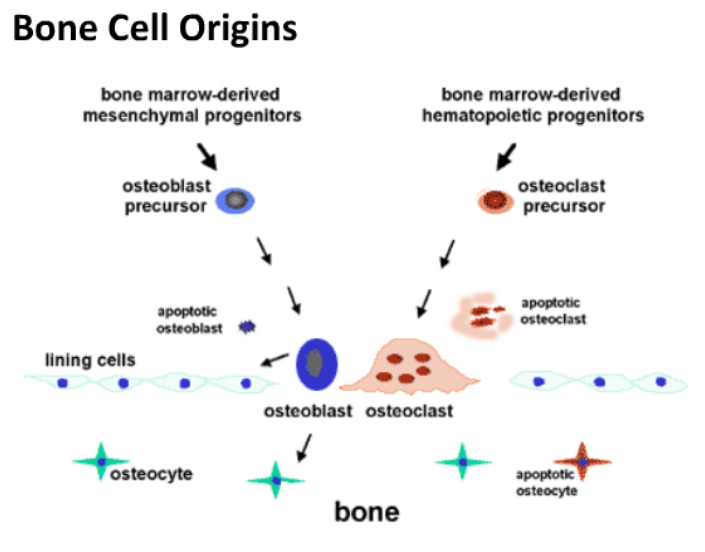 Bone Cell Origins
bone marrow-derived
mesenchymal progenitors
bone marrow-derived
hematopoietic progenitors
osteoblast
precursor
osteoclast
precursor
apoptotic
osteoblast
apoptotic
osteoclast
lining cells
osteoblast
osteoclast
osteocyte
apoptotic
osteocyte
bone